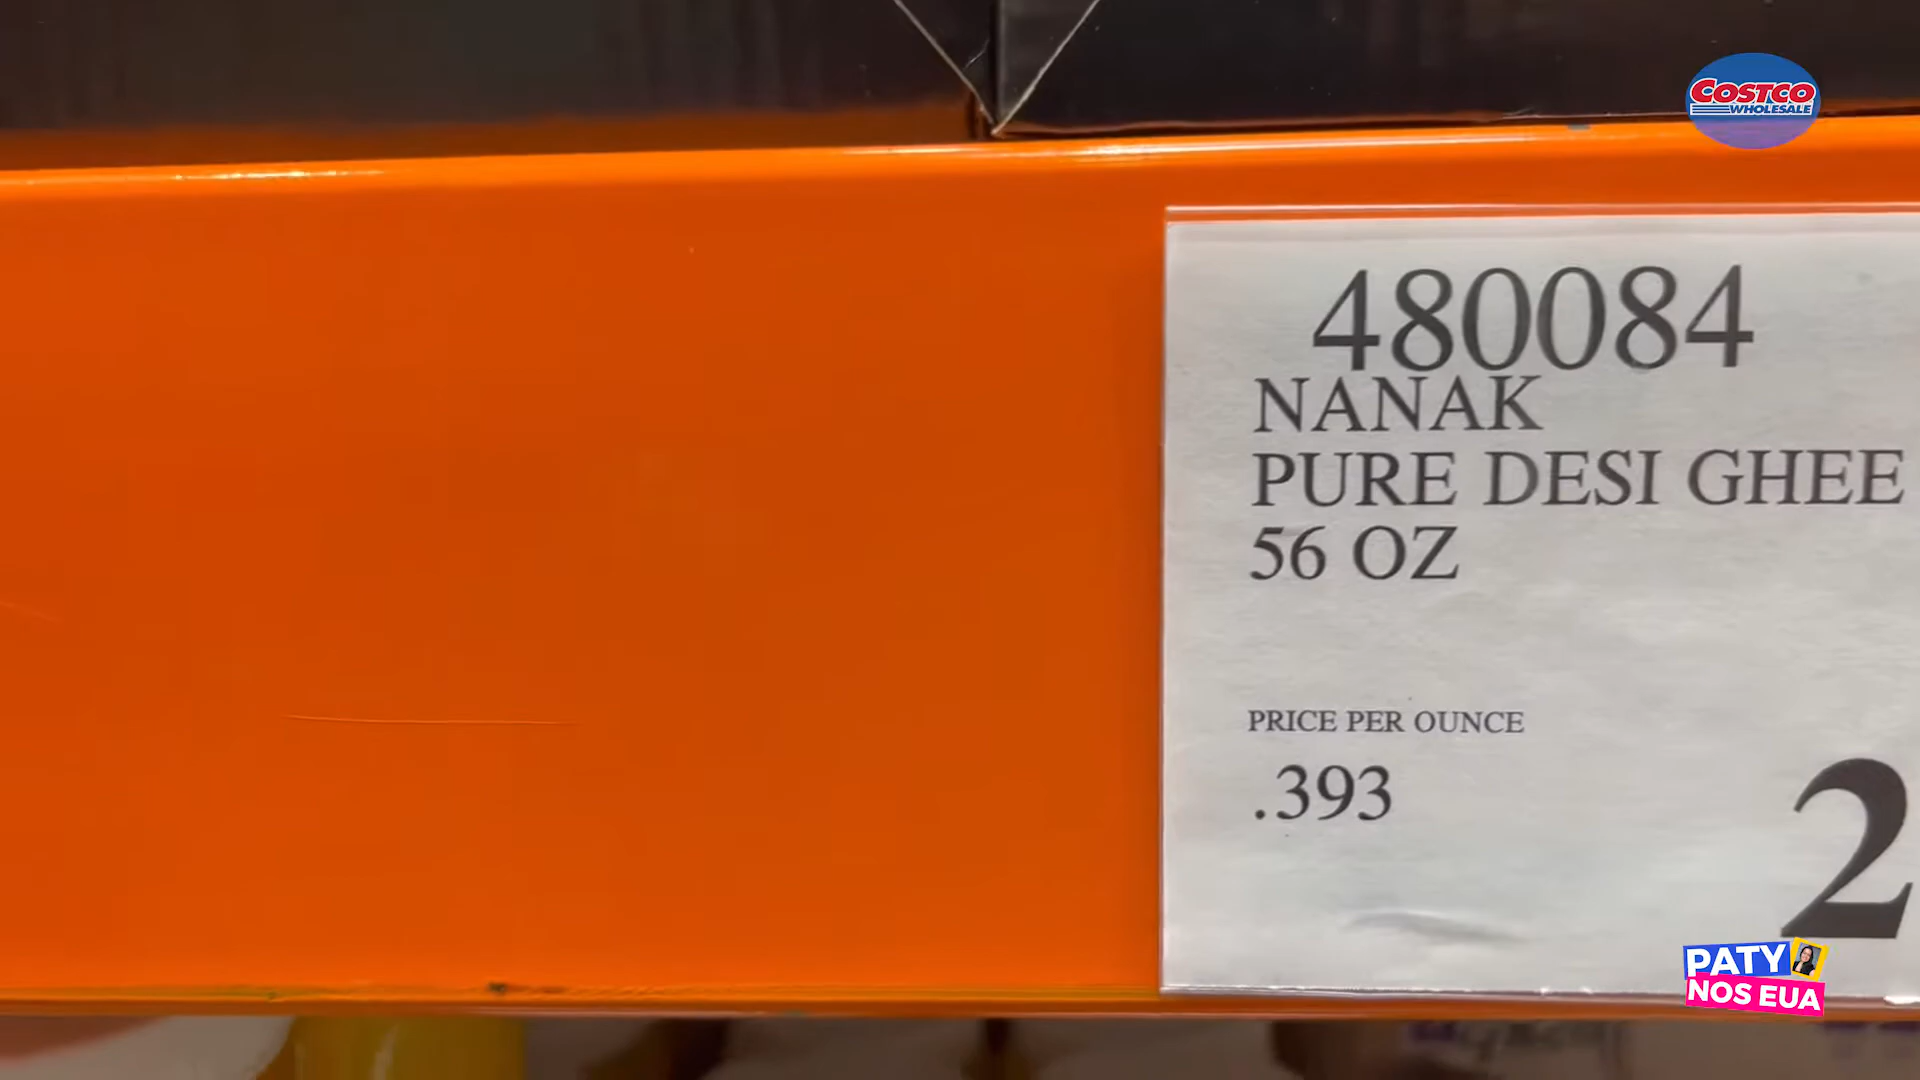 COSTCO
WHOLESALE
480084
NANAK
PURE DESI GHEE
56 OZ
PRICE PER OUNCE
.393
2
PATY
NOS EUA